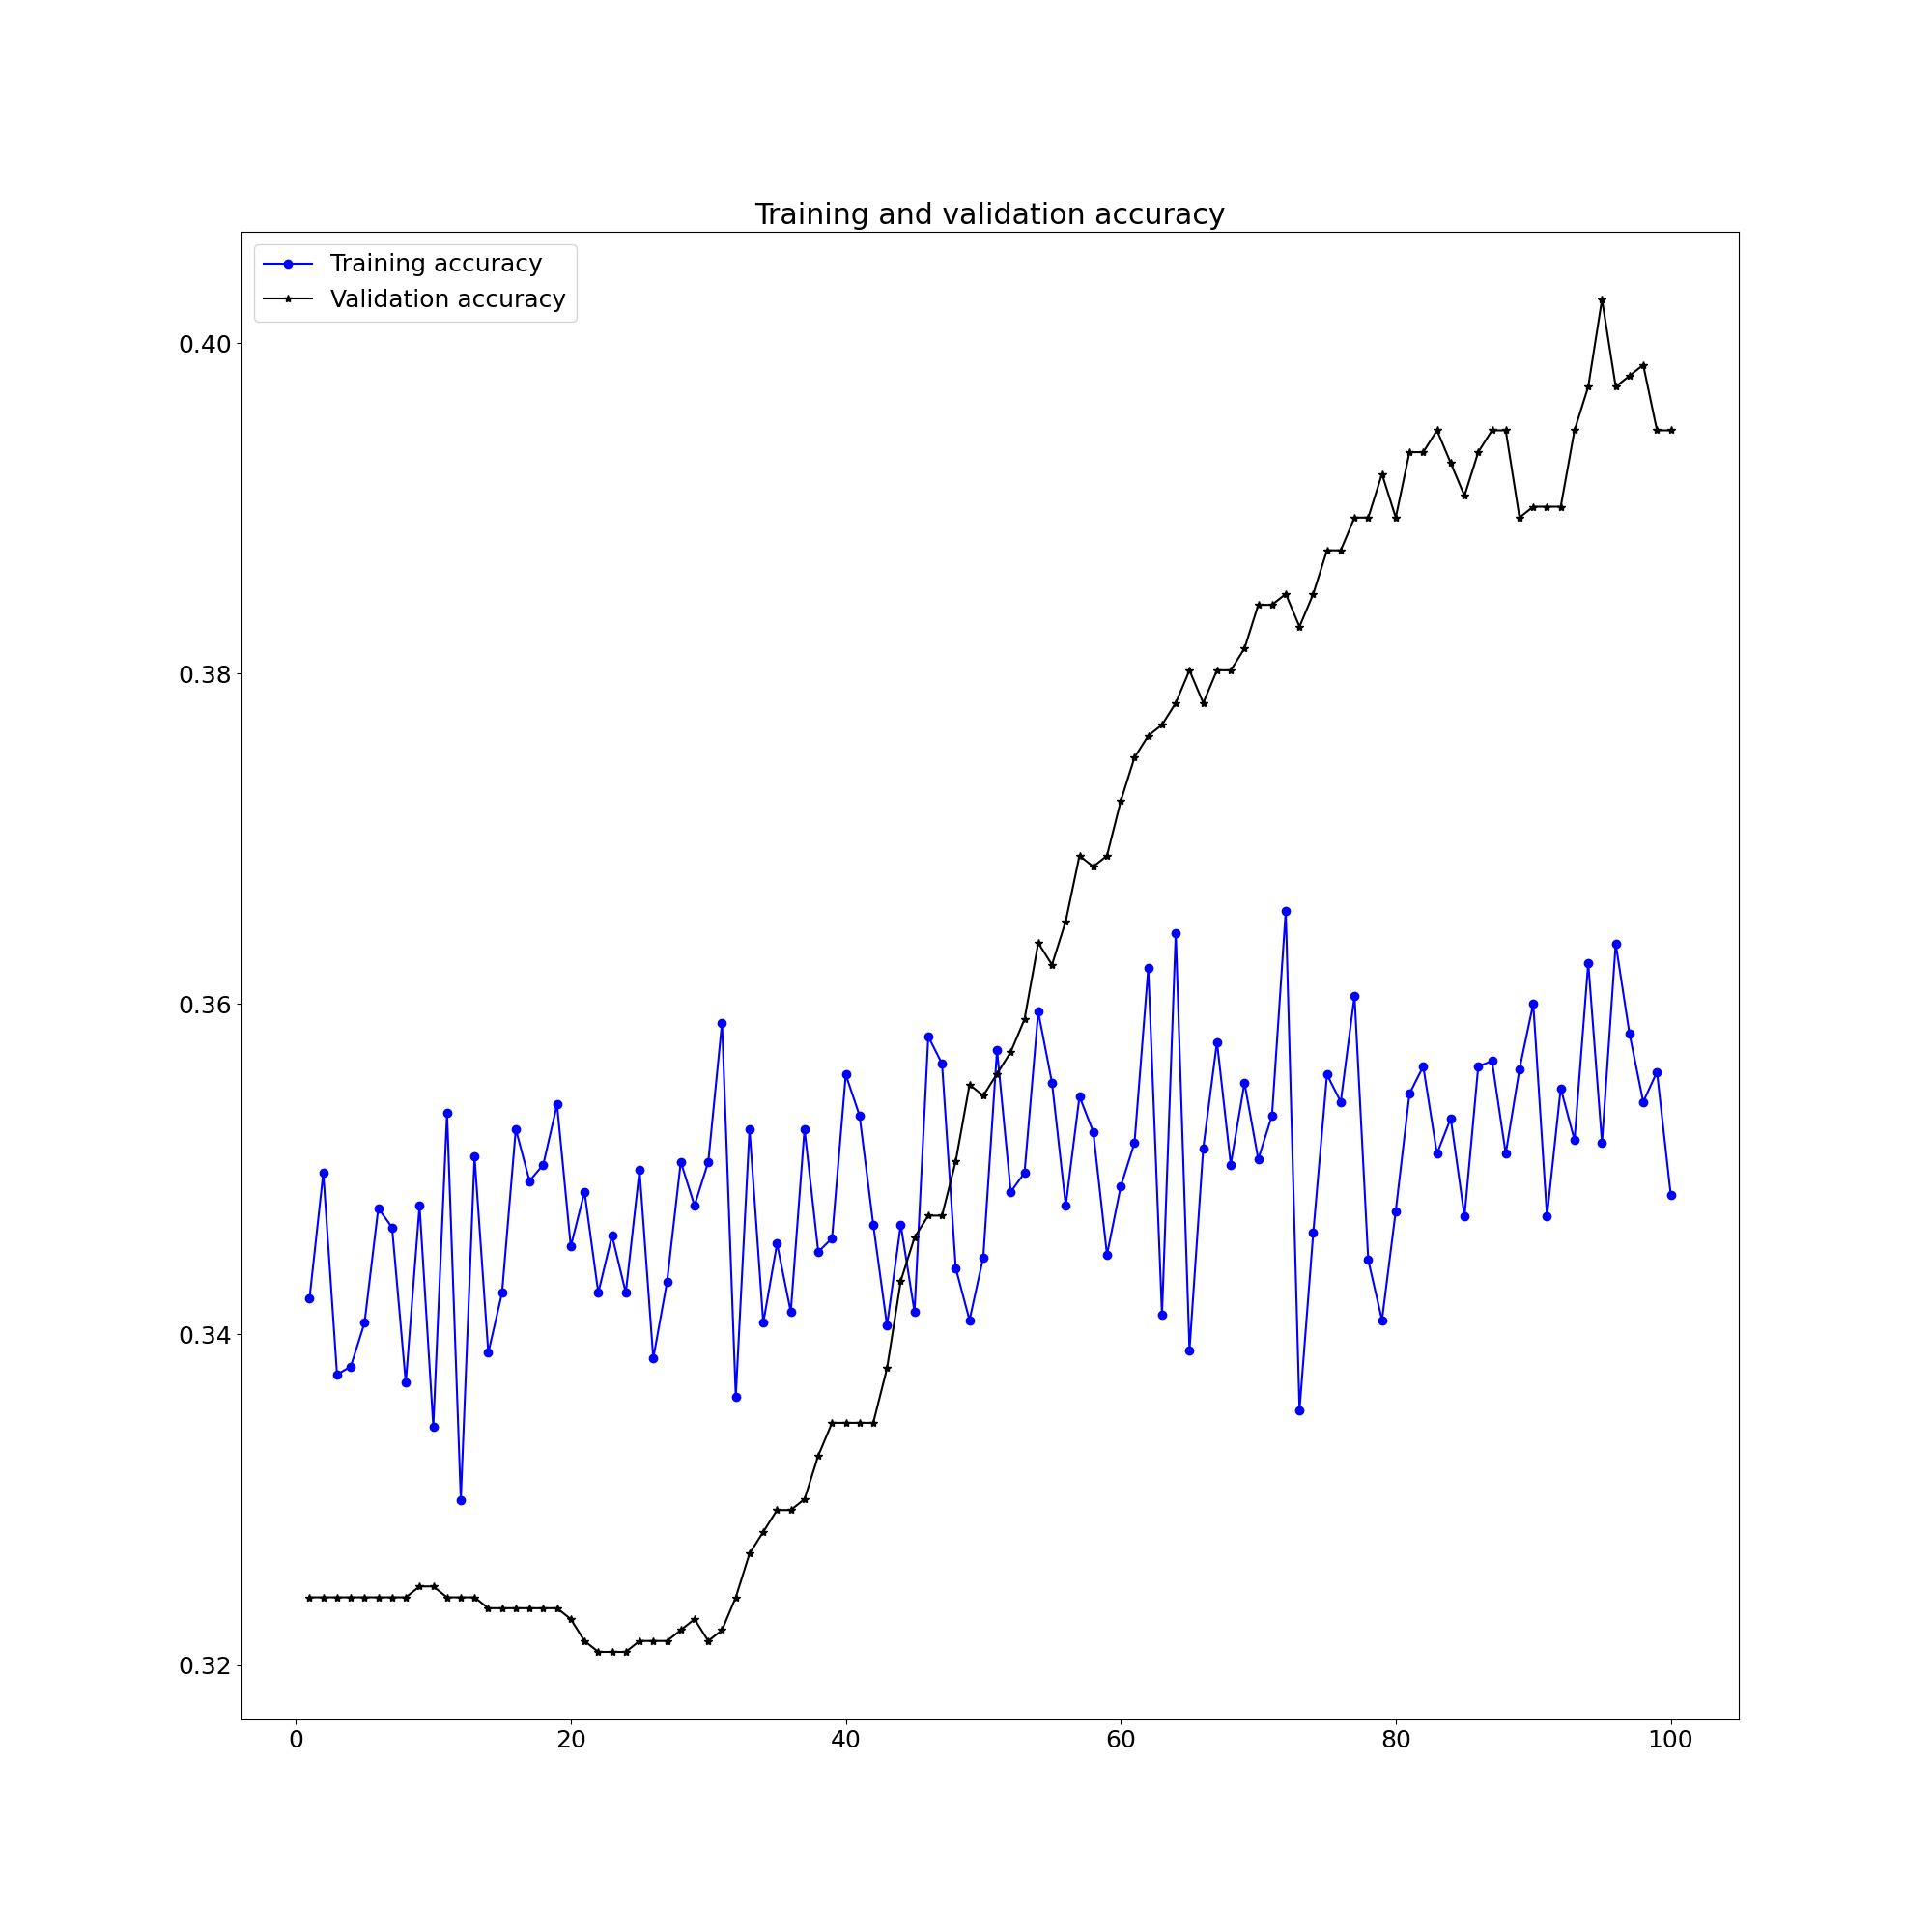 Training and validation accuracy
Training accuracy
Validation accuracy
0.40
0.38
0.36
0.34
0.32
0 20 40 60 80 100